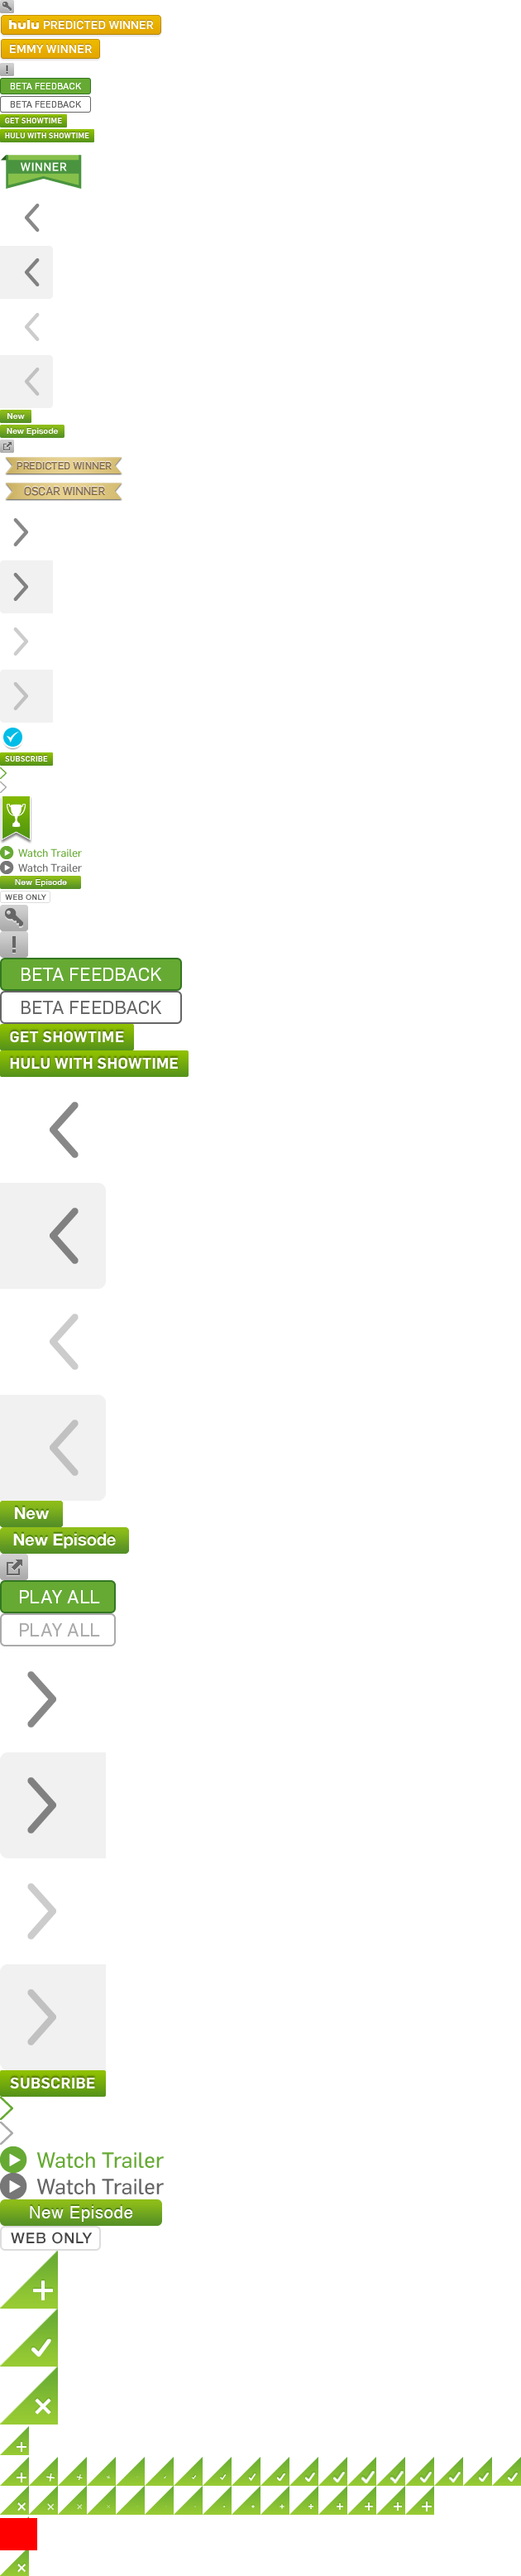 hulu PREDICTED WINNER
EMMY WINNER
!
BETA FEEDBACK
BETA FEEDBACK
GET SHOWTIME
HULU WITH SHOWTIME
WINNER
New
New Episode
PREDICTED WINNER
OSCAR WINNER
SUBSCRIBE
Watch Trailer
Watch Trailer
New Episode
WEB ONLY
!
BETA FEEDBACK
BETA FEEDBACK
GET SHOWTIME
HULU WITH SHOWTIME
New
New Episode
PLAY ALL
PLAY ALL
SUBSCRIBE
Watch Trailer
Watch Trailer
New Episode
WEB ONLY